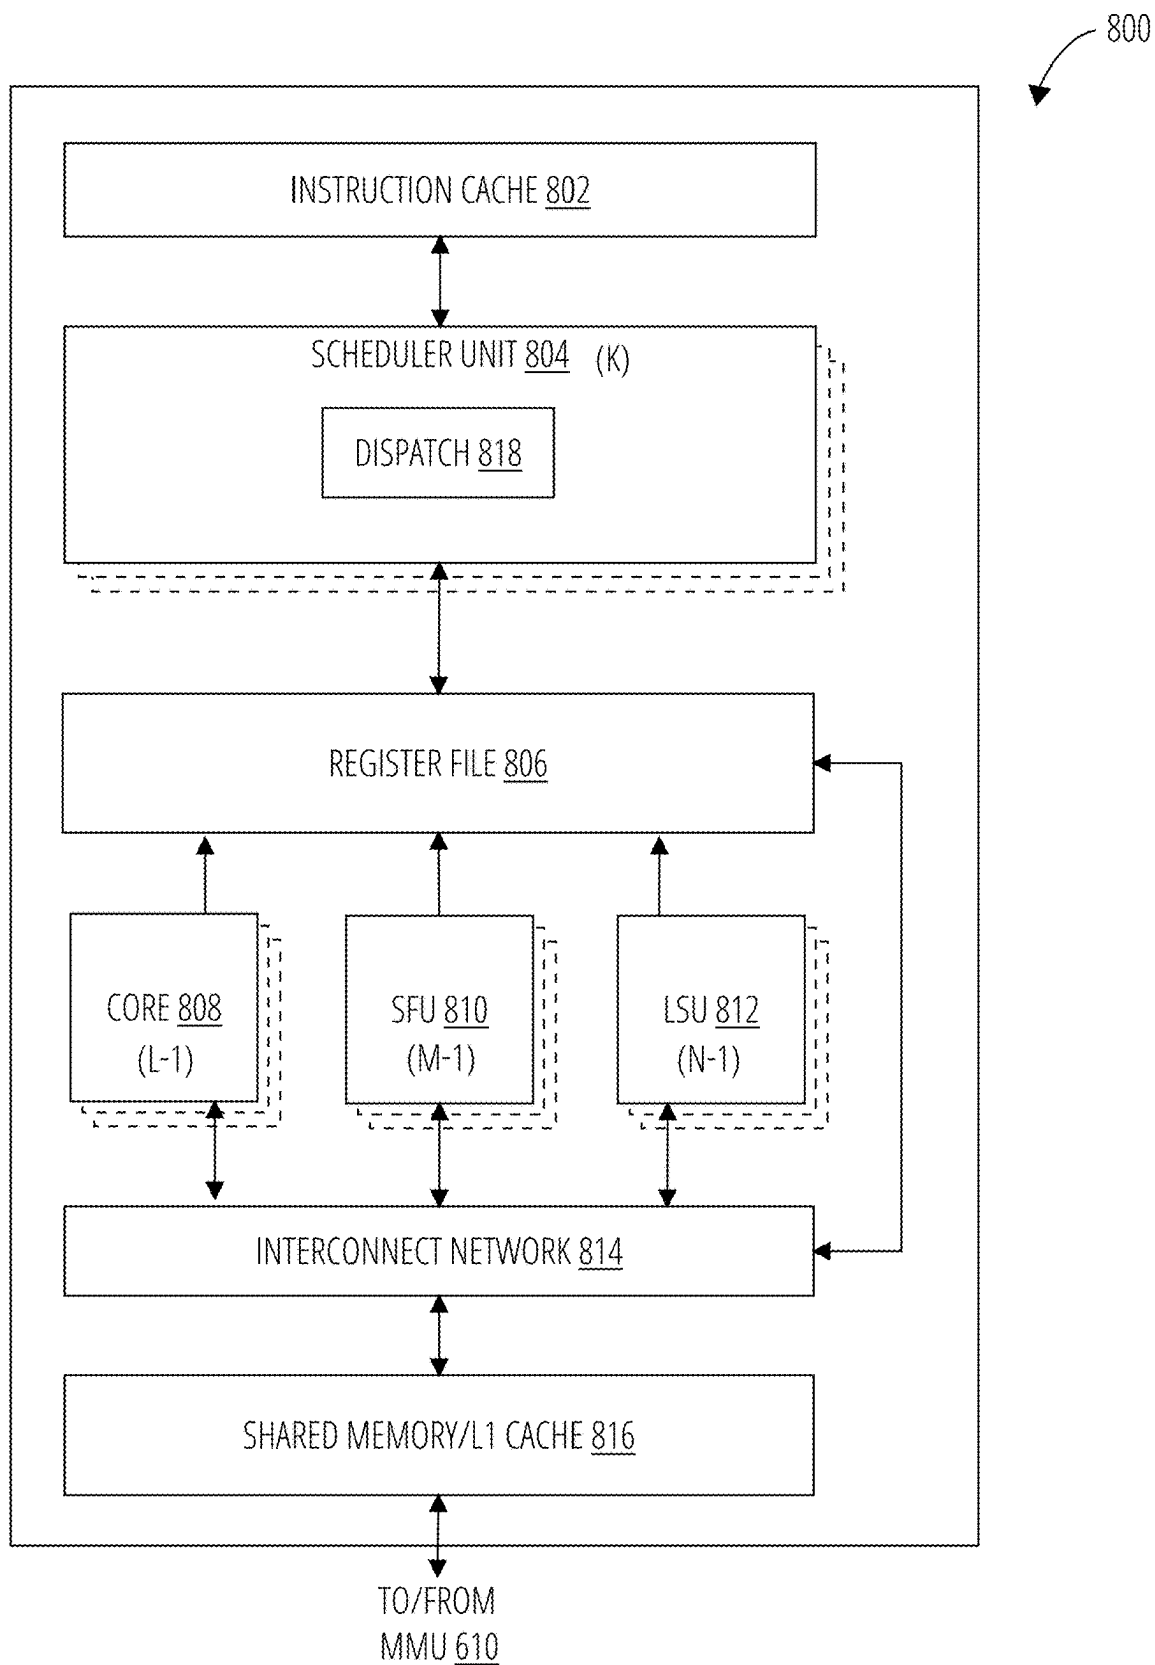 800
INSTRUCTION CACHE 802
SCHEDULER UNIT 804 (K)
DISPATCH 818
REGISTER FILE 806
CORE 808
(L-1)
SFU 810
(M-1)
LSU 812
(N-1)
INTERCONNECT NETWORK 814
SHARED MEMORY/L1 CACHE 816
TO/FROM
MMU 610